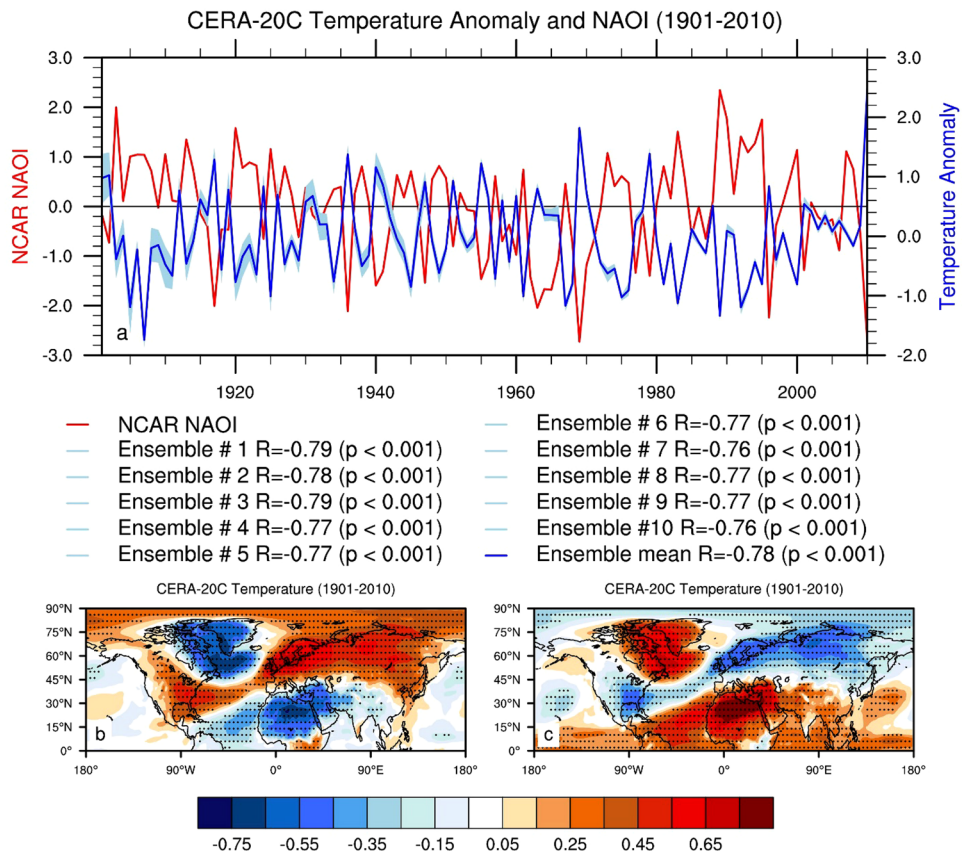 CERA-20C Temperature Anomaly and NAOI (1901-2010)
3.0 3.0
2.0 2.0
1.0 1.0
0.0 0.0
-1.0 -1.0
-2.0
-3.0 -2.0
NCAR NAOI
Temperature Anomaly
a
1920 1940 1960 1980 2000
NCAR NAOI
Ensemble # 1 R=-0.79 (p < 0.001)
Ensemble # 2 R=-0.78 (p < 0.001)
Ensemble # 3 R=-0.79 (p < 0.001)
Ensemble # 4 R=-0.77 (p < 0.001)
Ensemble # 5 R=-0.77 (p < 0.001)
Ensemble # 6 R=-0.77 (p < 0.001)
Ensemble # 7 R=-0.76 (p < 0.001)
Ensemble # 8 R=-0.77 (p < 0.001)
Ensemble # 9 R=-0.77 (p < 0.001)
Ensemble #10 R=-0.76 (p < 0.001)
Ensemble mean R=-0.78 (p < 0.001)
CERA-20C Temperature (1901-2010)
90°N
75°N
60°N
45°N
30°N
15°N
0°
b
180° 90°W 0° 90°E 180°
CERA-20C Temperature (1901-2010)
90°N
75°N
60°N
45°N
30°N
15°N
0°
c
180° 90°W 0° 90°E 180°
-0.75 -0.55 -0.35 -0.15 0.05 0.25 0.45 0.65